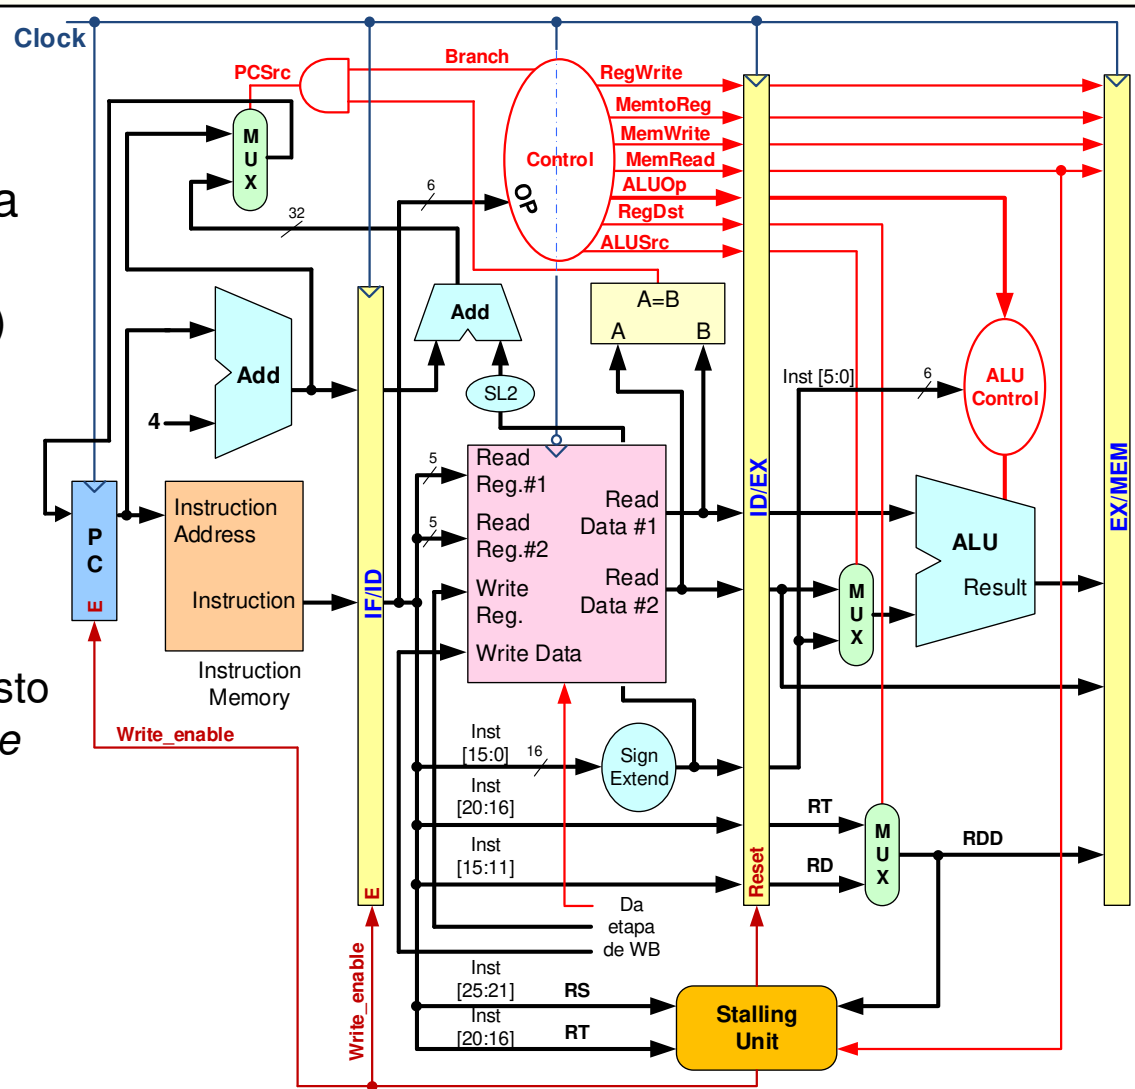 Clock
Branch
PCSrc
RegWrite
MemtoReg
MemWrite
MemRead
ALUOp
RegDst
ALUSrc
Control
OP
M
U
X
a
6
32
)
Add
4
Add
SL2
A=B
A
B
Inst [5:0]
6
ALU
Control
IF/ID
ID/EX
EX/MEM
P
C
E
Instruction
Address
Instruction
Instruction
Memory
5
Read
Reg.#1
5
Read
Reg.#2
Write
Reg.
Write Data
Read
Data #1
Read
Data #2
M
U
X
ALU
Result
sto
e
Write_enable
Inst
[15:0]
16
Sign
Extend
Inst
[20:16]
RT
Inst
[15:11]
RD
M
U
X
RDD
E
Reset
Da
etapa
de WB
Write_enable
Inst
[25:21]
RS
Inst
[20:16]
RT
Stalling
Unit